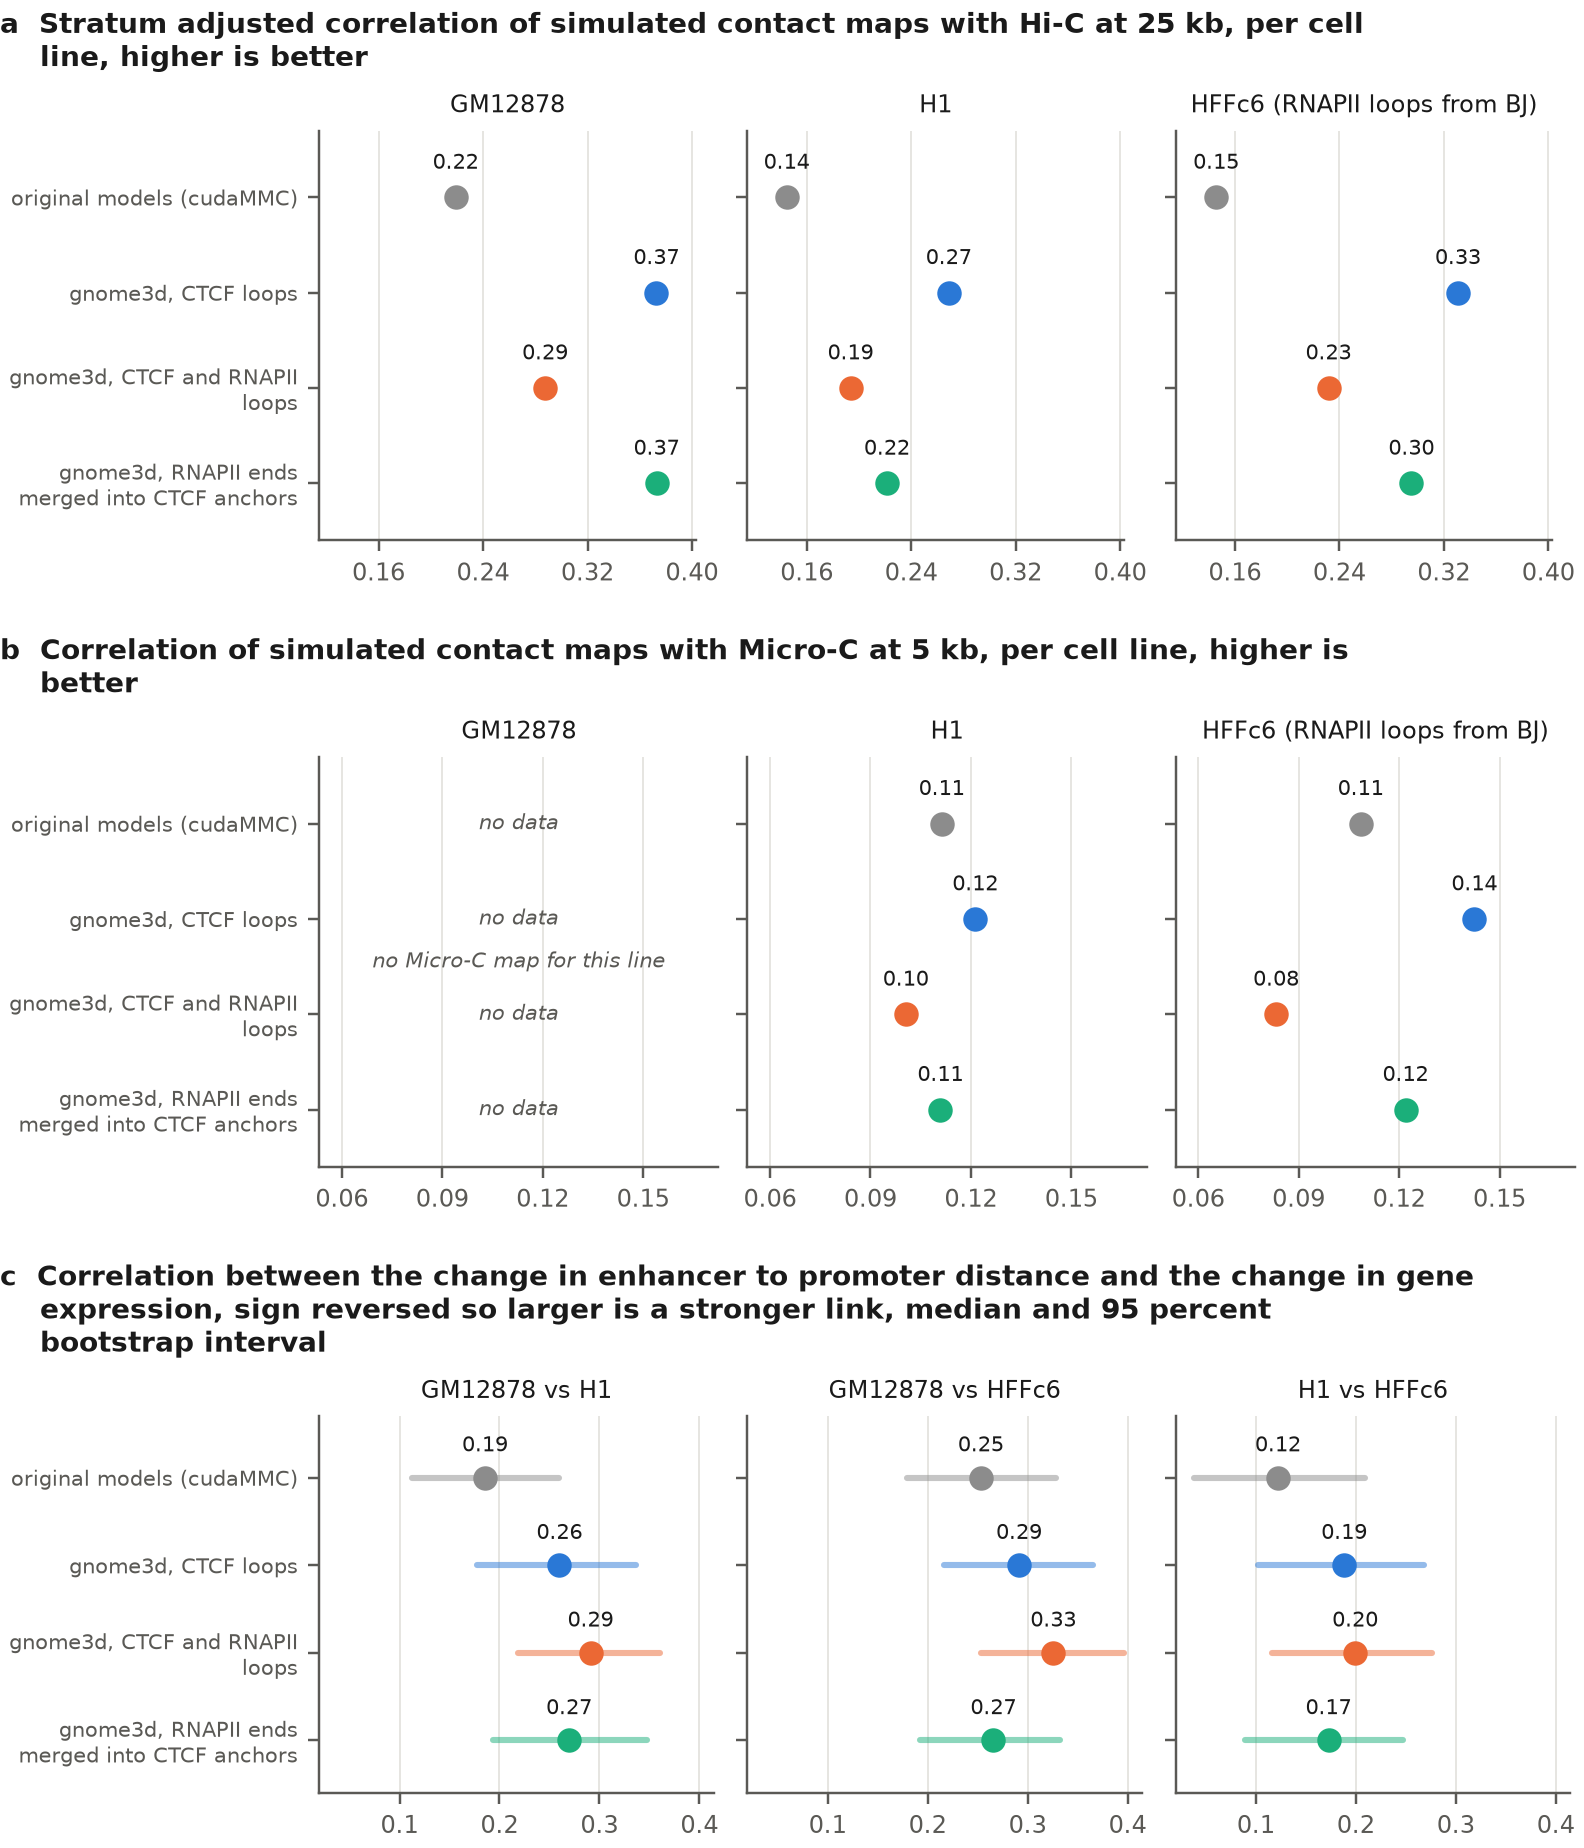 a Stratum adjusted correlation of simulated contact maps with Hi-C at 25 kb, per cell
line, higher is better
GM12878
H1
HFFc6 (RNAPII loops from BJ)
original models (cudaMMC)
0.22
0.14
0.15
gnome3d, CTCF loops
0.37
0.27
0.33
gnome3d, CTCF and RNAPII
loops
0.29
0.19
0.23
gnome3d, RNAPII ends
merged into CTCF anchors
0.37
0.22
0.30
0.16 0.24 0.32 0.40
0.16 0.24 0.32 0.40
0.16 0.24 0.32 0.40
b Correlation of simulated contact maps with Micro-C at 5 kb, per cell line, higher is
better
GM12878
H1
HFFc6 (RNAPII loops from BJ)
original models (cudaMMC)
no data
0.11
0.11
gnome3d, CTCF loops
no data
0.12
0.14
no Micro-C map for this line
gnome3d, CTCF and RNAPII
loops
no data
0.10
0.08
gnome3d, RNAPII ends
merged into CTCF anchors
no data
0.11
0.12
0.06 0.09 0.12 0.15
0.06 0.09 0.12 0.15
0.06 0.09 0.12 0.15
c Correlation between the change in enhancer to promoter distance and the change in gene
expression, sign reversed so larger is a stronger link, median and 95 percent
bootstrap interval
GM12878 vs H1
GM12878 vs HFFc6
H1 vs HFFc6
original models (cudaMMC)
0.19
0.25
0.12
gnome3d, CTCF loops
0.26
0.29
0.19
gnome3d, CTCF and RNAPII
loops
0.29
0.33
0.20
gnome3d, RNAPII ends
merged into CTCF anchors
0.27
0.27
0.17
0.1 0.2 0.3 0.4
0.1 0.2 0.3 0.4
0.1 0.2 0.3 0.4